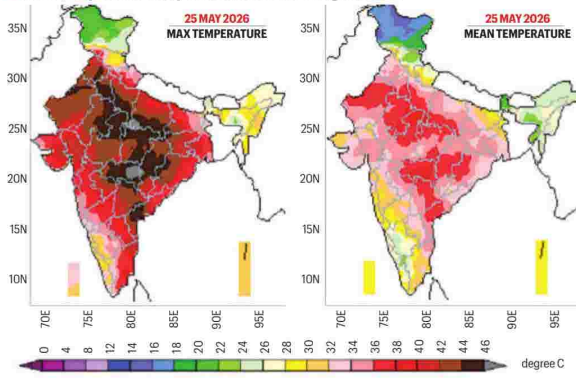 25 MAY 2026
MAX TEMPERATURE
35N
30N
25N
20N
15N
10N
70E
75E
80E
85E
90E
95E
25 MAY 2026
MEAN TEMPERATURE
35N
30N
25N
20N
15N
10N
70E
75E
80E
85E
90E
95E
0 4 8 12 14 16 18 20 22 24 26 28 30 32 34 36 38 40 42 44 46 degree C